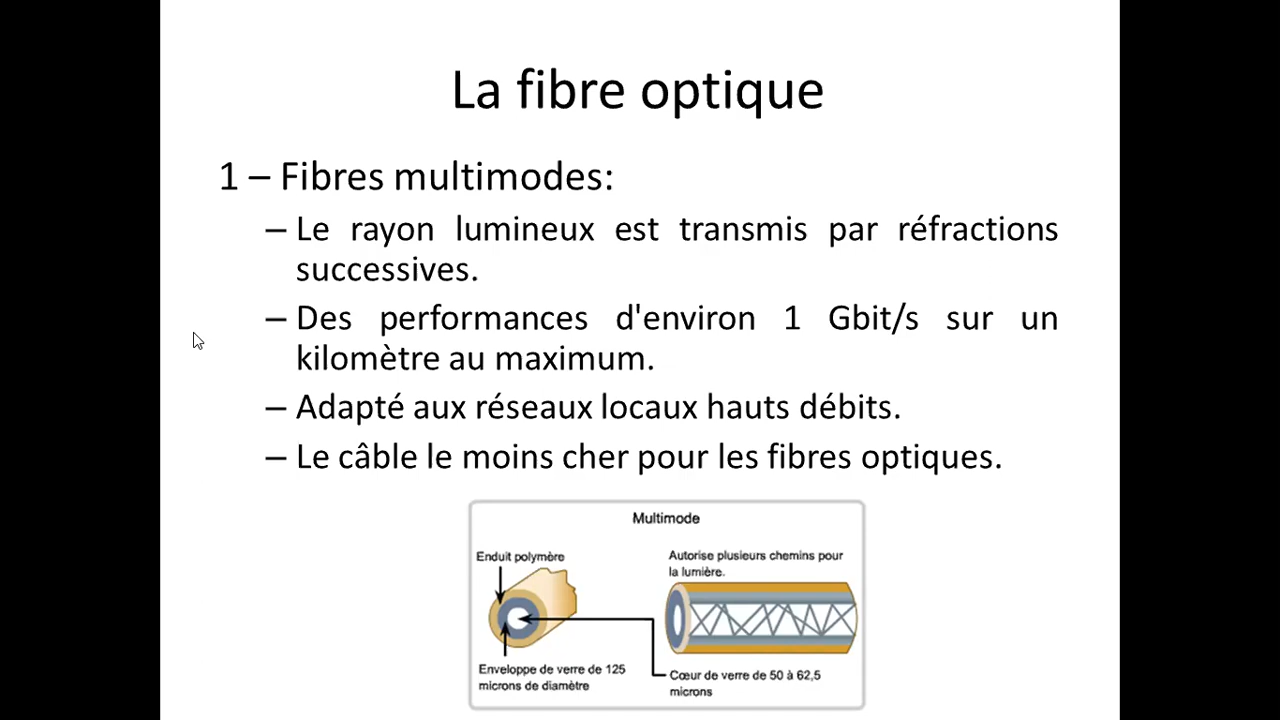 La fibre optique
1 – Fibres multimodes:
– Le rayon lumineux est transmis par réfractions
successives.
– Des performances d'environ 1 Gbit/s sur un
kilomètre au maximum.
– Adapté aux réseaux locaux hauts débits.
– Le câble le moins cher pour les fibres optiques.
Multimode
Enduit polymère
Autorise plusieurs chemins pour
la lumière.
Enveloppe de verre de 125
microns de diamètre
Cœur de verre de 50 à 62,5
microns